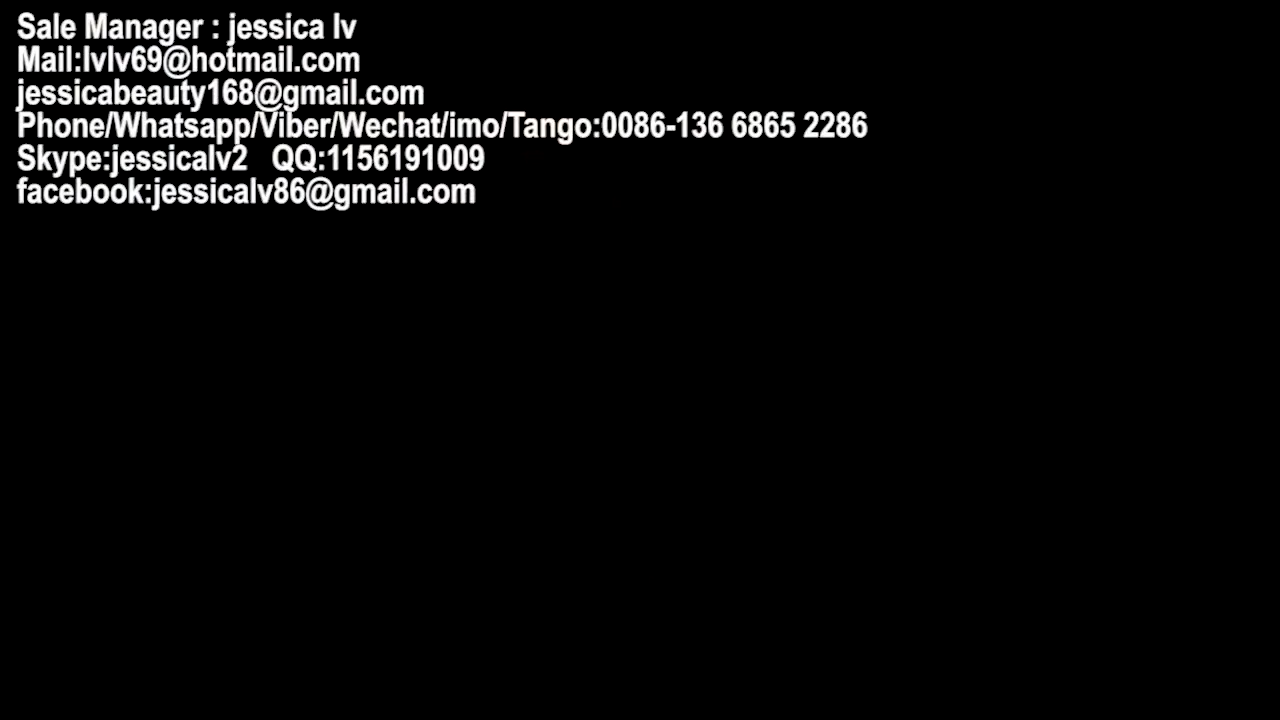 Sale Manager : jessica lv
Mail:lvlv69@hotmail.com
jessicabeauty168@gmail.com
Phone/Whatsapp/Viber/Wechat/imo/Tango:0086-136 6865 2286
Skype:jessicalv2   QQ:1156191009
facebook:jessicalv86@gmail.com